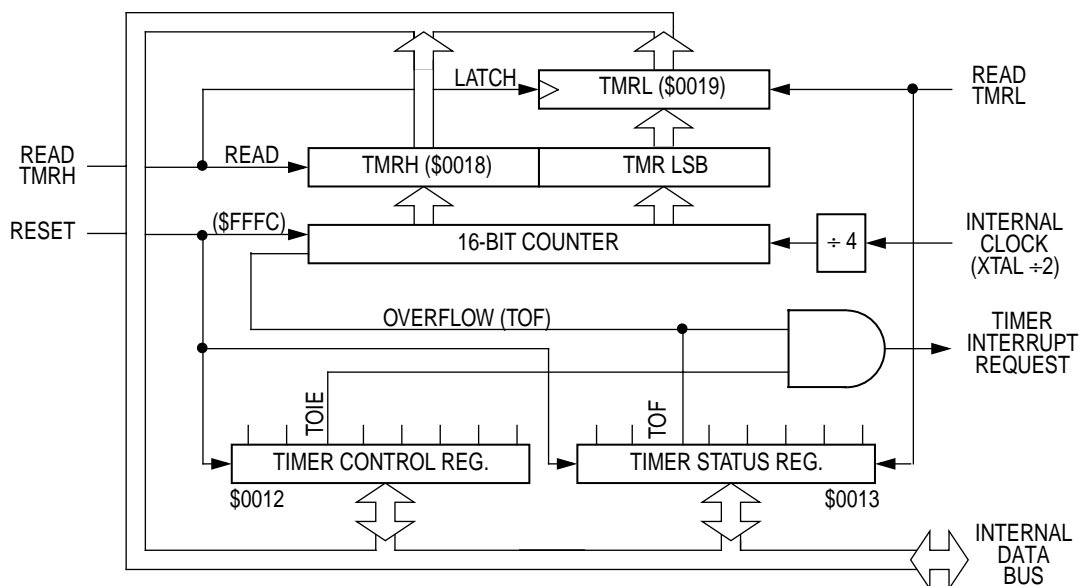 LATCH
TMRL ($0019)
READ
TMRL
READ
TMRH
READ
TMRH ($0018)
TMR LSB
RESET
($FFFC)
16-BIT COUNTER
÷ 4
INTERNAL
CLOCK
(XTAL ÷2)
OVERFLOW (TOF)
TIMER
INTERRUPT
REQUEST
TOIE
TOF
TIMER CONTROL REG.
TIMER STATUS REG.
$0012
$0013
INTERNAL
DATA
BUS